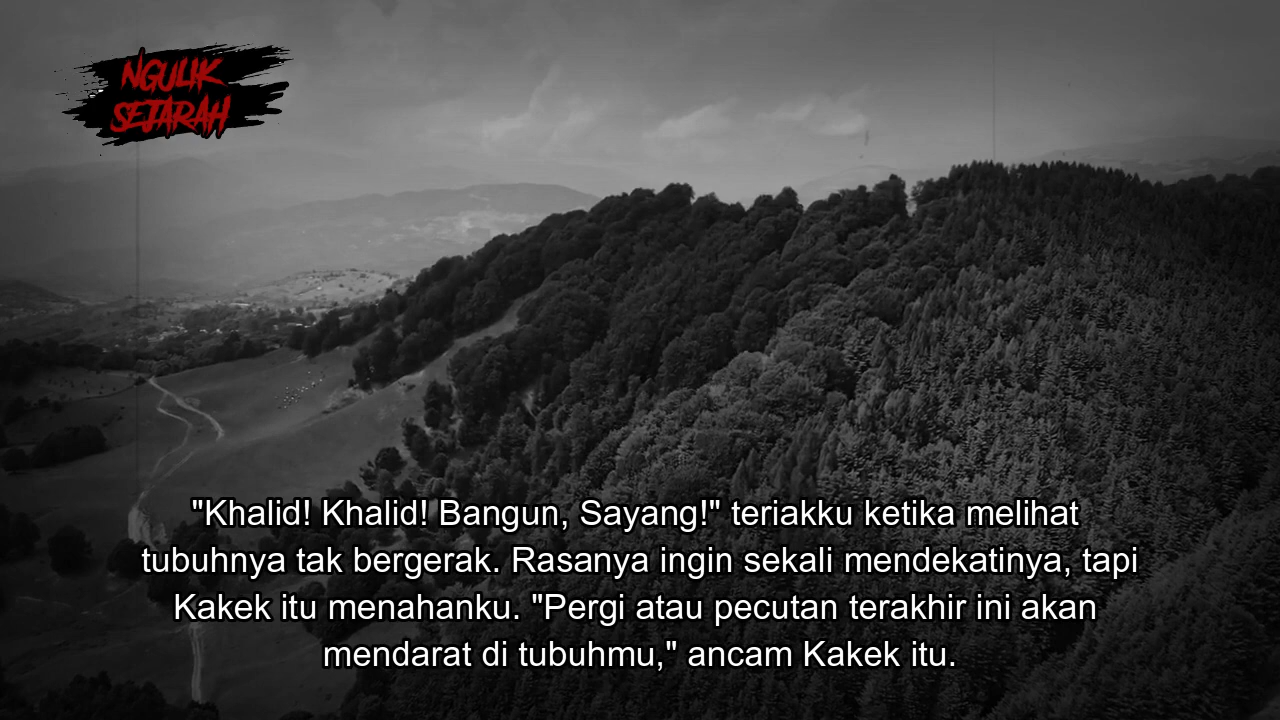 NGULIK
SEJARAH
"Khalid! Khalid! Bangun, Sayang!" teriakku ketika melihat
tubuhnya tak bergerak. Rasanya ingin sekali mendekatinya, tapi
Kakek itu menahanku. "Pergi atau pecutan terakhir ini akan
mendarat di tubuhmu," ancam Kakek itu.